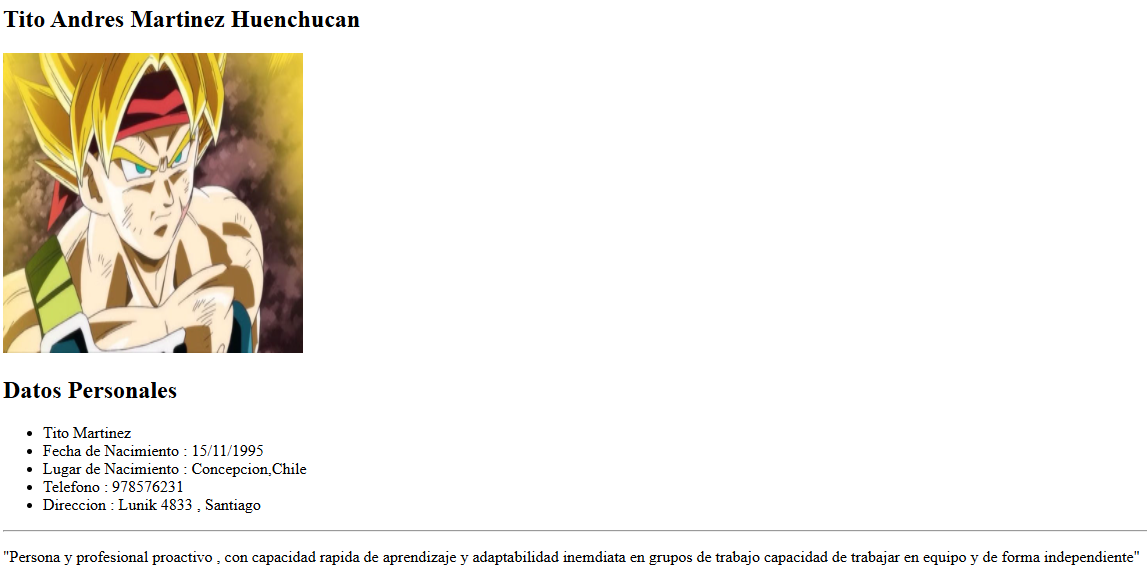 Tito Andres Martinez Huenchucan
Datos Personales
Tito Martinez
Fecha de Nacimiento : 15/11/1995
Lugar de Nacimiento : Concepcion,Chile
Telefono : 978576231
Direccion : Lunik 4833 , Santiago
"Persona y profesional proactivo , con capacidad rapida de aprendizaje y adaptabilidad inemdiata en grupos de trabajo capacidad de trabajar en equipo y de forma independiente"